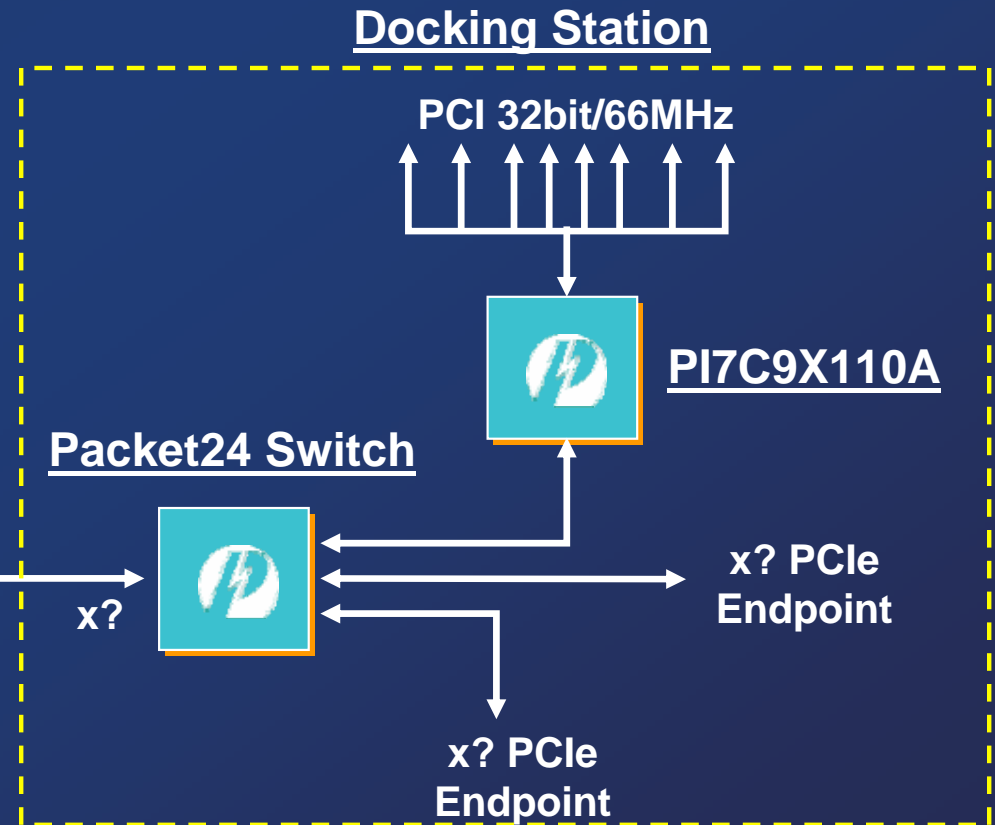 Docking Station
PCI 32bit/66MHz
PI7C9X110A
Packet24 Switch
x?
x? PCIe
Endpoint
x? PCIe
Endpoint